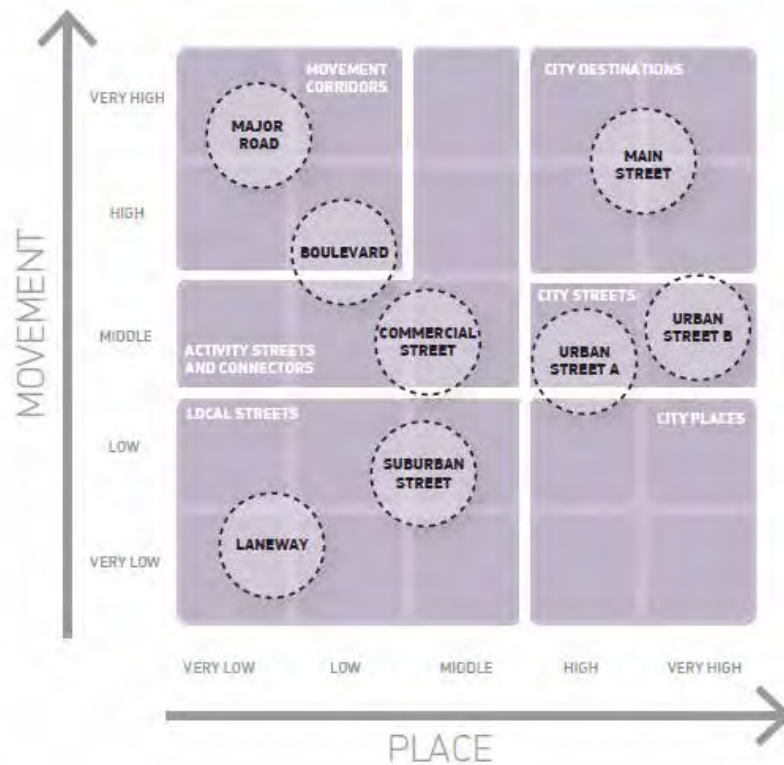 MOVEMENT
VERY HIGH
HIGH
MIDDLE
LOW
VERY LOW
MOVEMENT
CORRIDORS
CITY DESTINATIONS
MAJOR
ROAD
MAIN
STREET
BOULEVARD
CITY STREETS
COMMERCIAL
STREET
URBAN
STREET A
URBAN
STREET B
ACTIVITY STREETS
AND CONNECTORS
LOCAL STREETS
CITY PLACES
SUBURBAN
STREET
LANEWAY
VERY LOW
LOW
MIDDLE
HIGH
VERY HIGH
PLACE